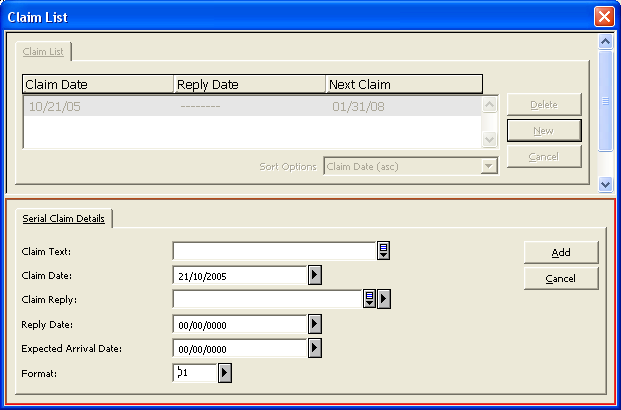 Claim List
Claim List
Claim Date Reply Date Next Claim
10/21/05 -------- 01/31/08
Delete
New
Cancel
Sort Options Claim Date (asc)
Serial Claim Details
Claim Text:
Add
Claim Date: 21/10/2005
Cancel
Claim Reply:
Reply Date: 00/00/0000
Expected Arrival Date: 00/00/0000
Format: 01